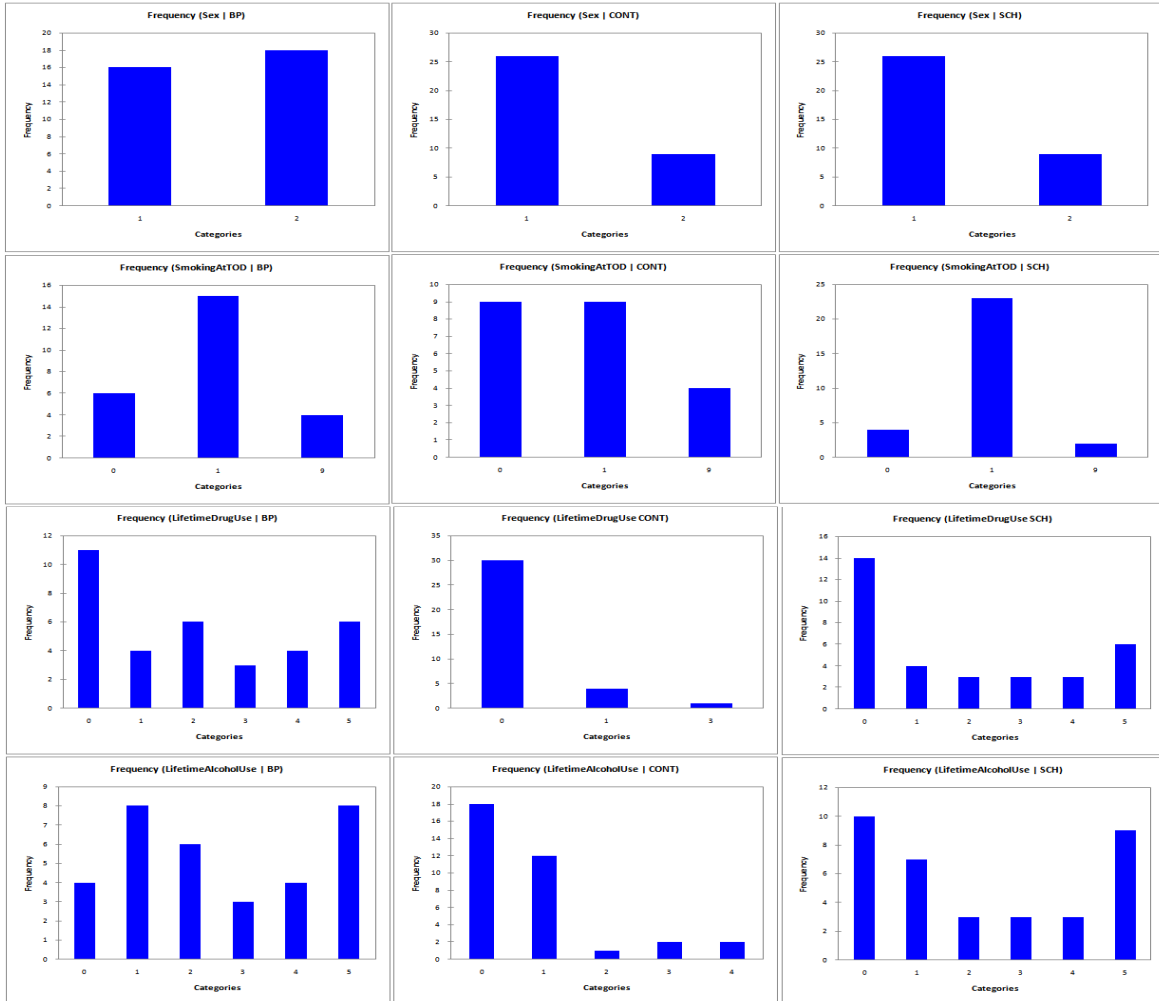 Frequency (Sex | BP)
20
18
16
14
12
10
8
6
4
2
0
Frequency
1 2
Categories
Frequency (Sex | CONT)
30
25
20
15
10
5
0
Frequency
1 2
Categories
Frequency (Sex | SCH)
30
25
20
15
10
5
0
Frequency
1 2
Categories
Frequency (SmokingAtTOD | BP)
16
14
12
10
8
6
4
2
0
Frequency
0 1 9
Categories
Frequency (SmokingAtTOD | CONT)
10
9
8
7
6
5
4
3
2
1
0
Frequency
0 1 9
Categories
Frequency (SmokingAtTOD | SCH)
25
20
15
10
5
0
Frequency
0 1 9
Categories
Frequency (LifetimeDrugUse | BP)
12
10
8
6
4
2
0
Frequency
0 1 2 3 4 5
Categories
Frequency (LifetimeDrugUse CONT)
35
30
25
20
15
10
5
0
Frequency
0 1 3
Categories
Frequency (LifetimeDrugUse SCH)
16
14
12
10
8
6
4
2
0
Frequency
0 1 2 3 4 5
Categories
Frequency (LifetimeAlcoholUse | BP)
9
8
7
6
5
4
3
2
1
0
Frequency
0 1 2 3 4 5
Categories
Frequency (LifetimeAlcoholUse | CONT)
20
18
16
14
12
10
8
6
4
2
0
Frequency
0 1 2 3 4
Categories
Frequency (LifetimeAlcoholUse | SCH)
12
10
8
6
4
2
0
Frequency
0 1 2 3 4 5
Categories